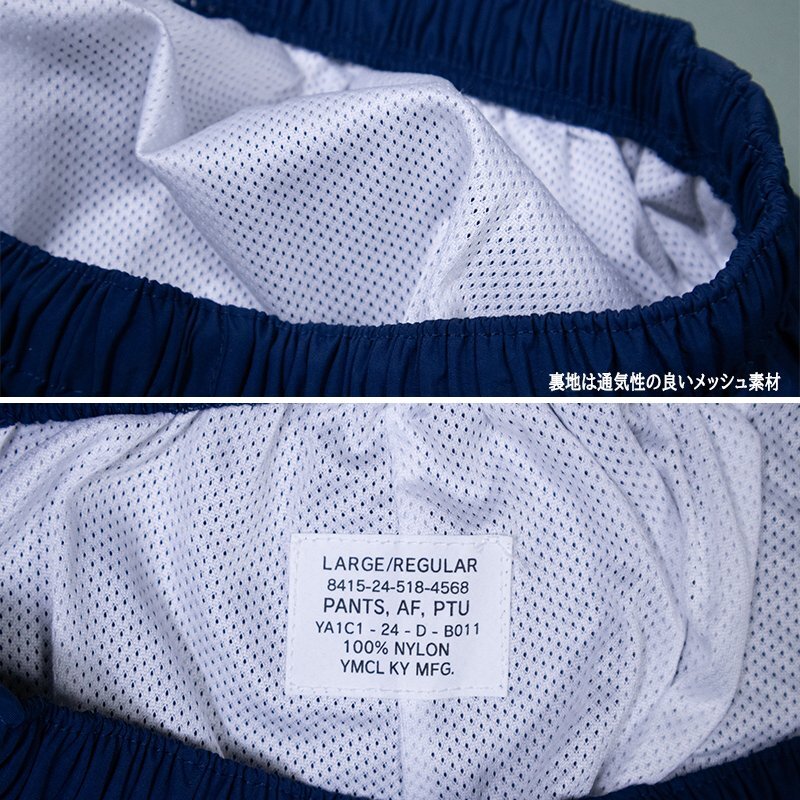 裏地は通気性の良いメッシュ素材
LARGE/REGULAR
8415-24-518-4568
PANTS, AF, PTU
YA1C1 - 24 - D - B011
100% NYLON
YMCL KY MFG.